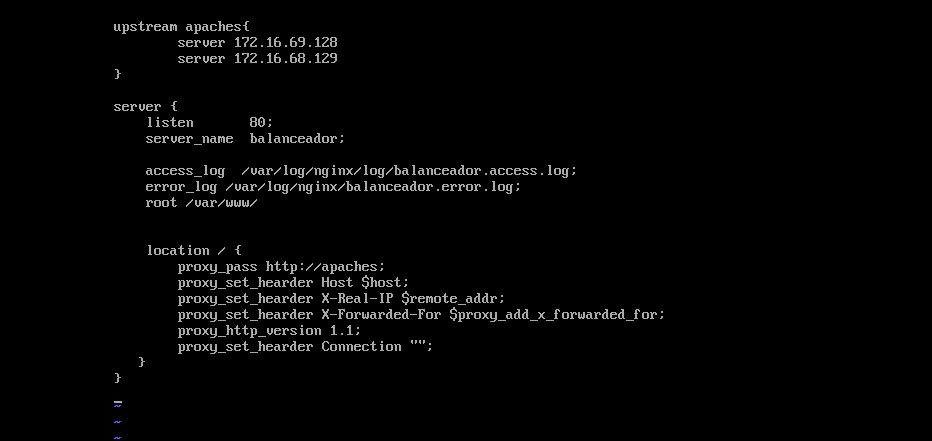 upstream apaches{
        server 172.16.69.128
        server 172.16.68.129
}
server {
    listen       80;
    server_name  balanceador;
    access_log  /var/log/nginx/log/balanceador.access.log;
    error_log /var/log/nginx/balanceador.error.log;
    root /var/www/
    location / {
        proxy_pass http://apaches;
        proxy_set_hearder Host $host;
        proxy_set_hearder X-Real-IP $remote_addr;
        proxy_set_hearder X-Forwarded-For $proxy_add_x_forwarded_for;
        proxy_http_version 1.1;
        proxy_set_hearder Connection "";
   }
}
~
~
~